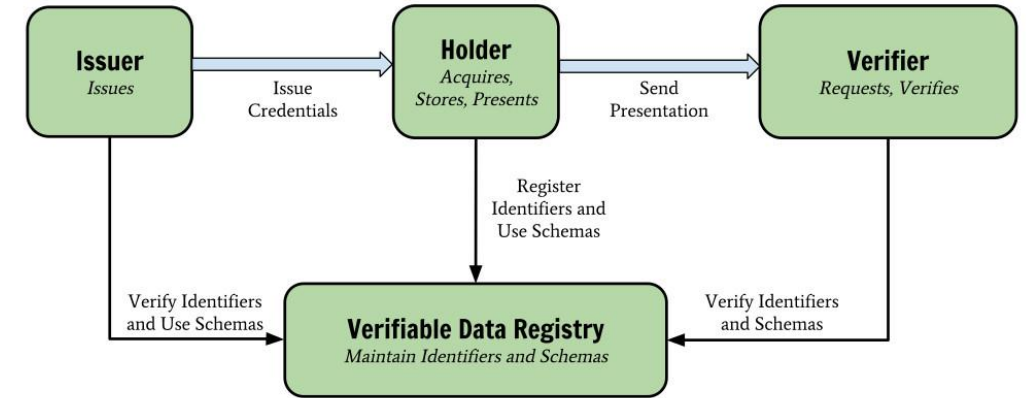 Issuer
Issues
Issue
Credentials
Holder
Acquires,
Stores, Presents
Send
Presentation
Verifier
Requests, Verifies
Register
Identifiers and
Use Schemas
Verify Identifiers
and Use Schemas
Verify Identifiers
and Schemas
Verifiable Data Registry
Maintain Identifiers and Schemas